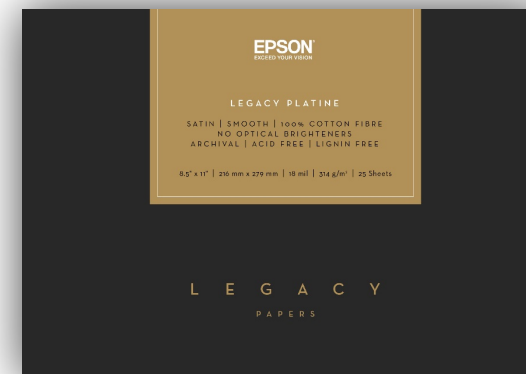 EPSON
EXCEED YOUR VISION
LEGACY PLATINE
SATIN | SMOOTH | 100% COTTON FIBRE
NO OPTICAL BRIGHTENERS
ARCHIVAL | ACID FREE | LIGNIN FREE
8.5" x 11" | 216 mm x 279 mm | 18 mil | 314 g/m² | 25 Sheets
LEGACY
PAPERS